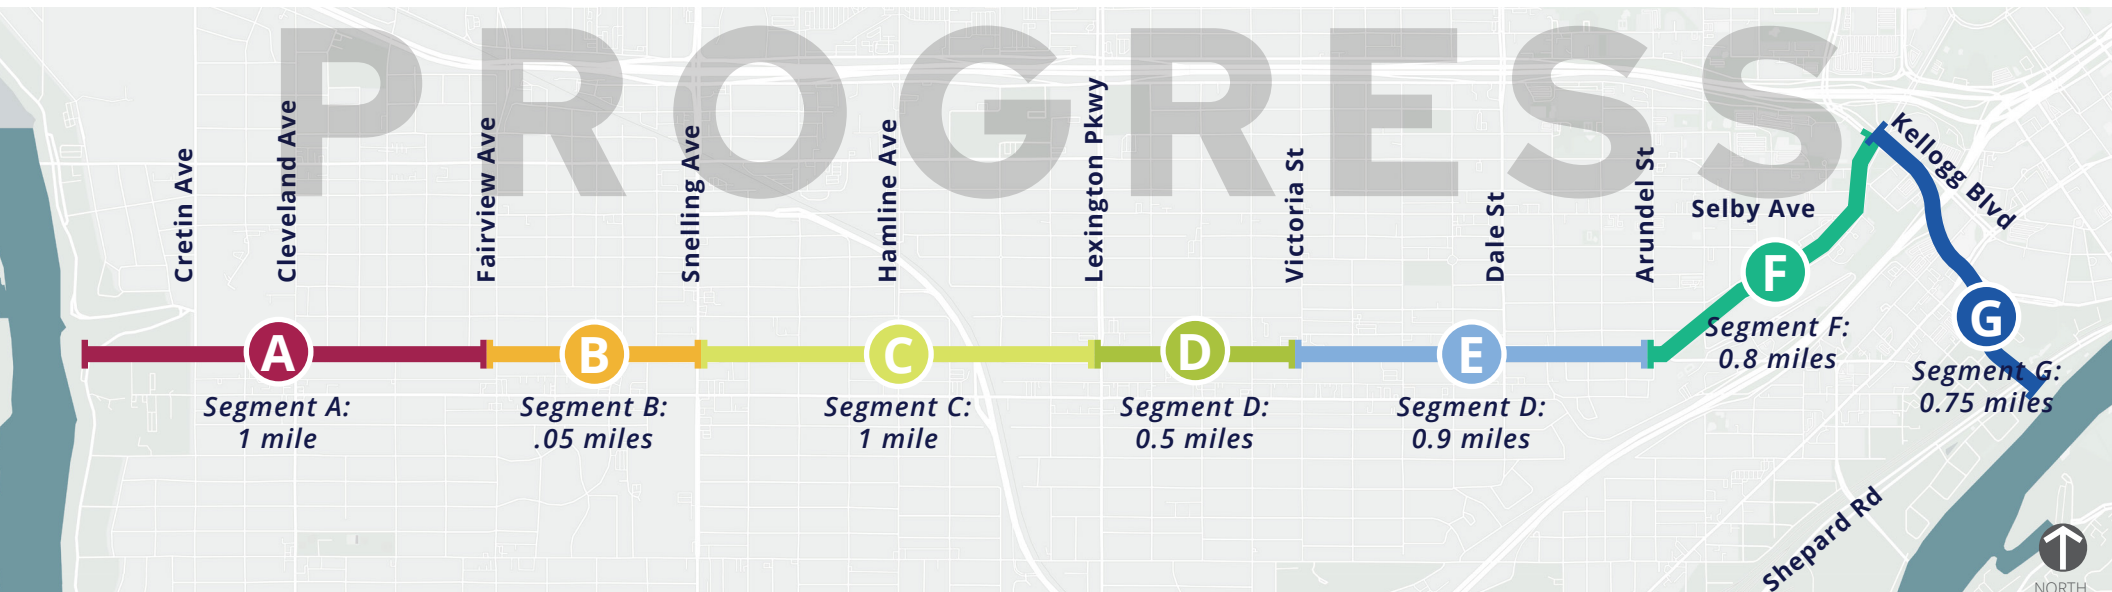 PROGRESS
Cretin Ave
Cleveland Ave
Fairview Ave
Snelling Ave
Hamline Ave
Lexington Pkwy
Victoria St
Dale St
Arundel St
Selby Ave
Kellogg Blvd
A
B
C
D
E
F
G
Segment A:
1 mile
Segment B:
.05 miles
Segment C:
1 mile
Segment D:
0.5 miles
Segment D:
0.9 miles
Segment F:
0.8 miles
Segment G:
0.75 miles
Shepard Rd
NORTH